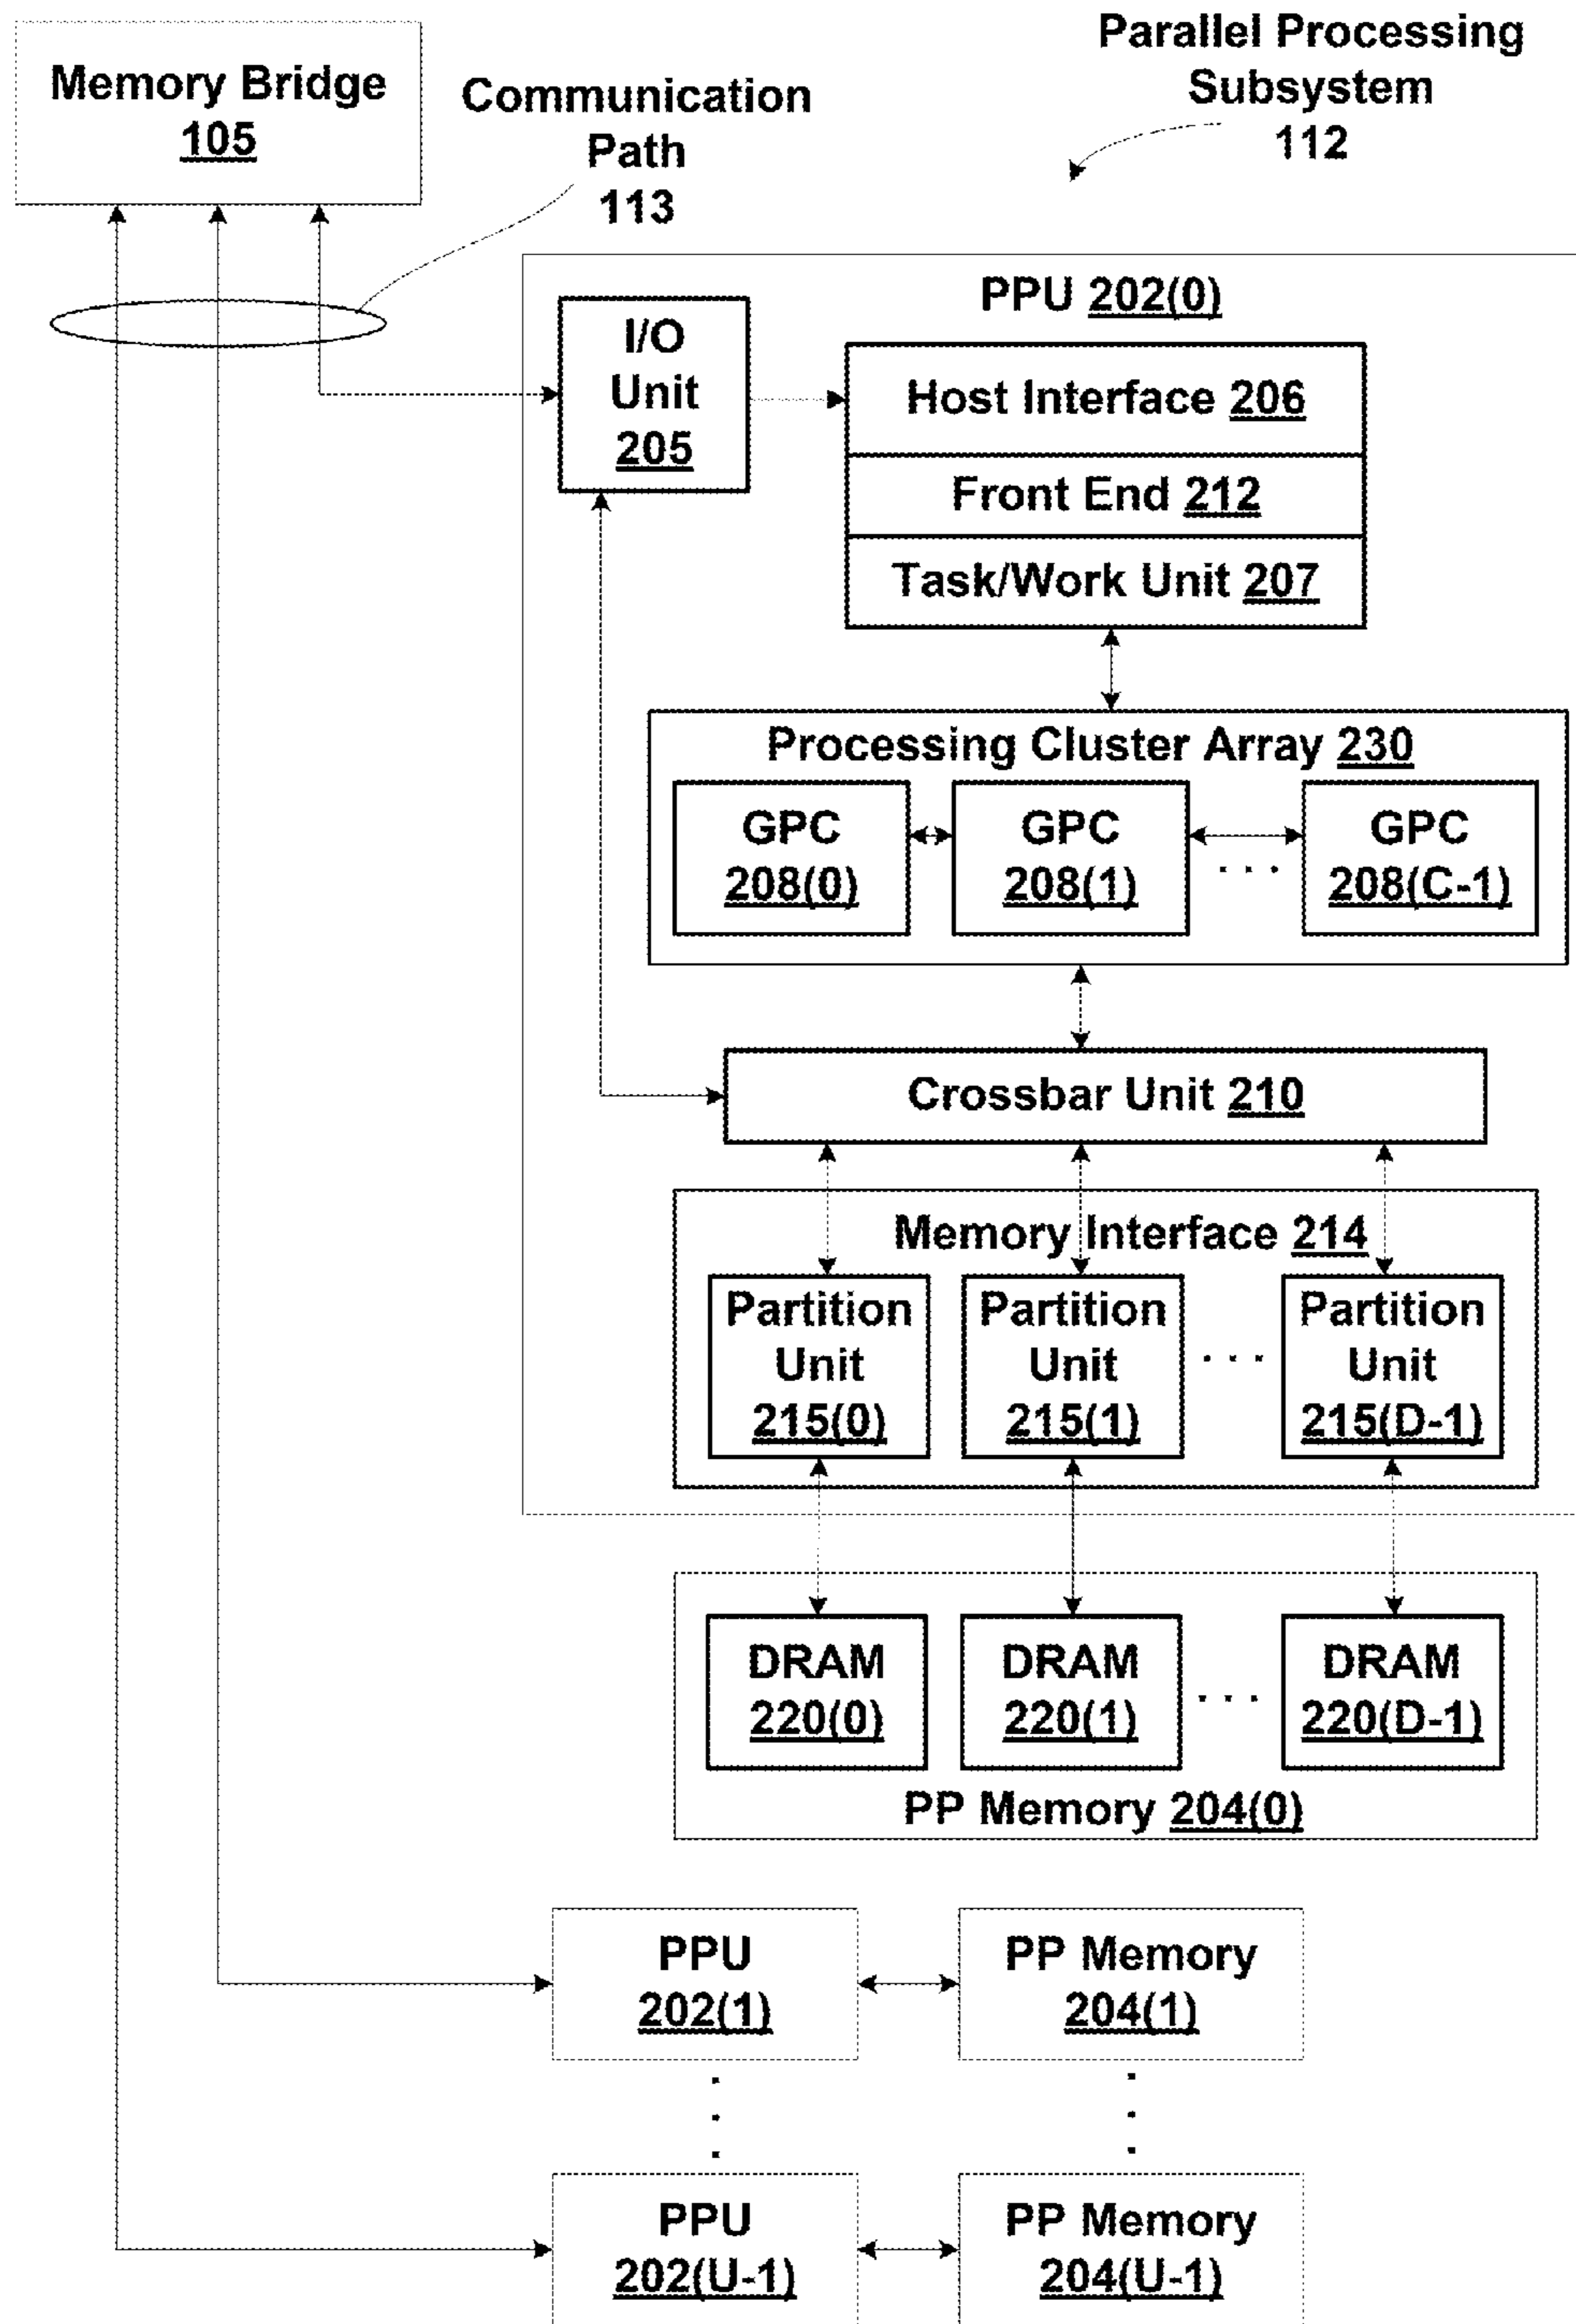 Parallel Processing
Subsystem
112
Memory Bridge
105
Communication
Path
113
PPU 202(0)
I/O
Unit
205
Host Interface 206
Front End 212
Task/Work Unit 207
Processing Cluster Array 230
GPC
208(0)
GPC
208(1)
. . .
GPC
208(C-1)
Crossbar Unit 210
Memory Interface 214
Partition
Unit
215(0)
Partition
Unit
215(1)
. . .
Partition
Unit
215(D-1)
DRAM
220(0)
DRAM
220(1)
. . .
DRAM
220(D-1)
PP Memory 204(0)
PPU
202(1)
PP Memory
204(1)
PPU
202(U-1)
PP Memory
204(U-1)